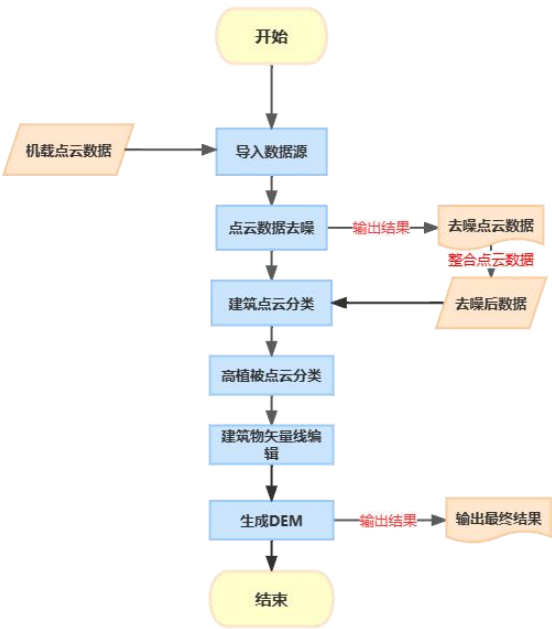 开始
机载点云数据
导入数据源
点云数据去噪
输出结果
去噪点云数据
整合点云数据
建筑点云分类
去噪后数据
高植被点云分类
建筑物矢量线编
辑
生成DEM
输出结果
输出最终结果
结束